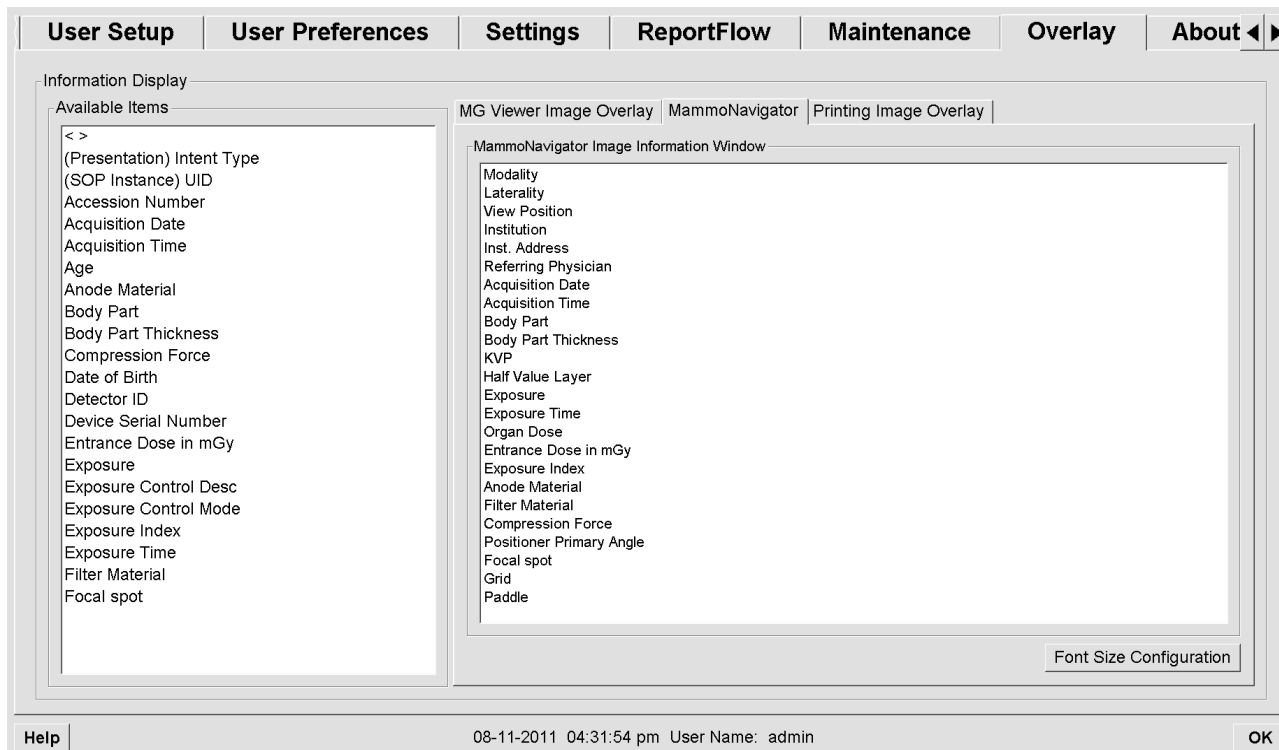 User Setup User Preferences Settings ReportFlow Maintenance Overlay About
Information Display
Available Items
< >
(Presentation) Intent Type
(SOP Instance) UID
Accession Number
Acquisition Date
Acquisition Time
Age
Anode Material
Body Part
Body Part Thickness
Compression Force
Date of Birth
Detector ID
Device Serial Number
Entrance Dose in mGy
Exposure
Exposure Control Desc
Exposure Control Mode
Exposure Index
Exposure Time
Filter Material
Focal spot
MG Viewer Image Overlay MammoNavigator Printing Image Overlay
MammoNavigator Image Information Window
Modality
Laterality
View Position
Institution
Inst. Address
Referring Physician
Acquisition Date
Acquisition Time
Body Part
Body Part Thickness
KVP
Half Value Layer
Exposure
Exposure Time
Organ Dose
Entrance Dose in mGy
Exposure Index
Anode Material
Filter Material
Compression Force
Positioner Primary Angle
Focal spot
Grid
Paddle
Font Size Configuration
Help 08-11-2011 04:31:54 pm User Name: admin OK